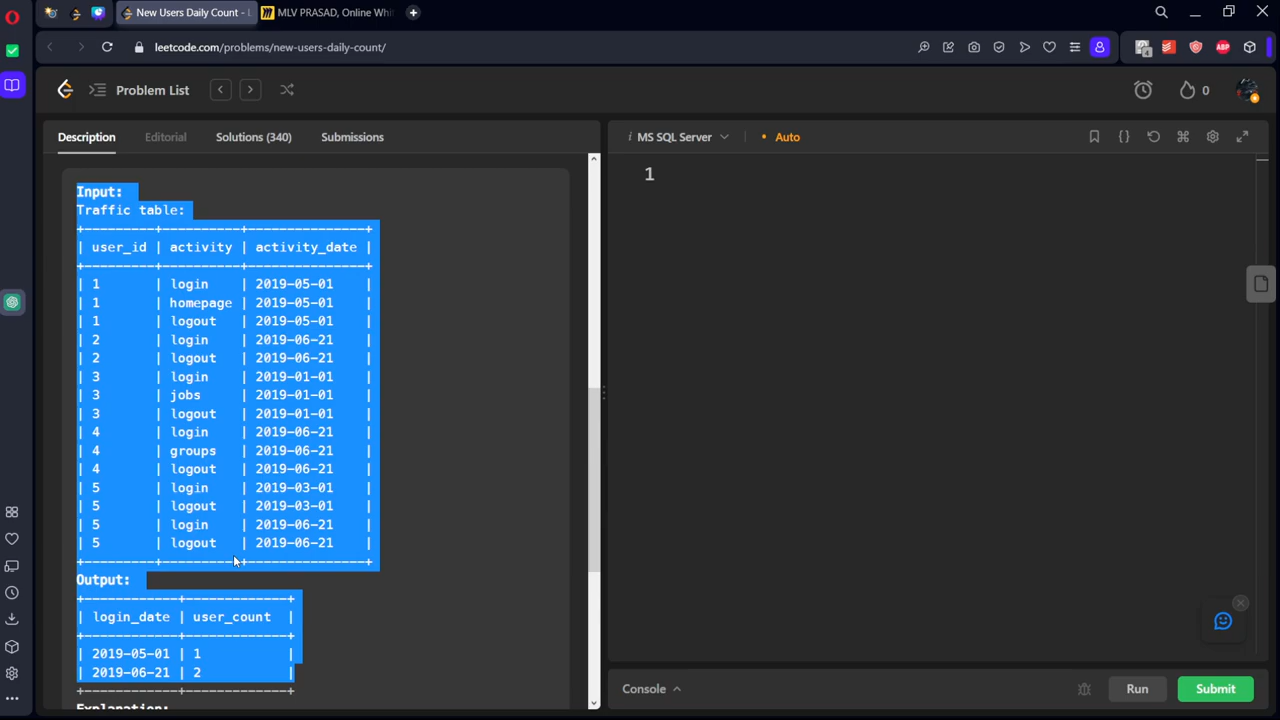 New Users Daily Count - L
MLV PRASAD, Online Whi
leetcode.com/problems/new-users-daily-count/
4
ABP
Problem List
0
Description
Editorial
Solutions (340)
Submissions
i MS SQL Server
• Auto
1
Input:
Traffic table:
+---------+----------+---------------+
| user_id | activity | activity_date |
+---------+----------+---------------+
| 1       | login    | 2019-05-01    |
| 1       | homepage | 2019-05-01    |
| 1       | logout   | 2019-05-01    |
| 2       | login    | 2019-06-21    |
| 2       | logout   | 2019-06-21    |
| 3       | login    | 2019-01-01    |
| 3       | jobs     | 2019-01-01    |
| 3       | logout   | 2019-01-01    |
| 4       | login    | 2019-06-21    |
| 4       | groups   | 2019-06-21    |
| 4       | logout   | 2019-06-21    |
| 5       | login    | 2019-03-01    |
| 5       | logout   | 2019-03-01    |
| 5       | login    | 2019-06-21    |
| 5       | logout   | 2019-06-21    |
+---------+----------+---------------+
Output:
+------------+-------------+
| login_date | user_count  |
+------------+-------------+
| 2019-05-01 | 1           |
| 2019-06-21 | 2           |
+------------+-------------+
Explanation:
Console
Run
Submit